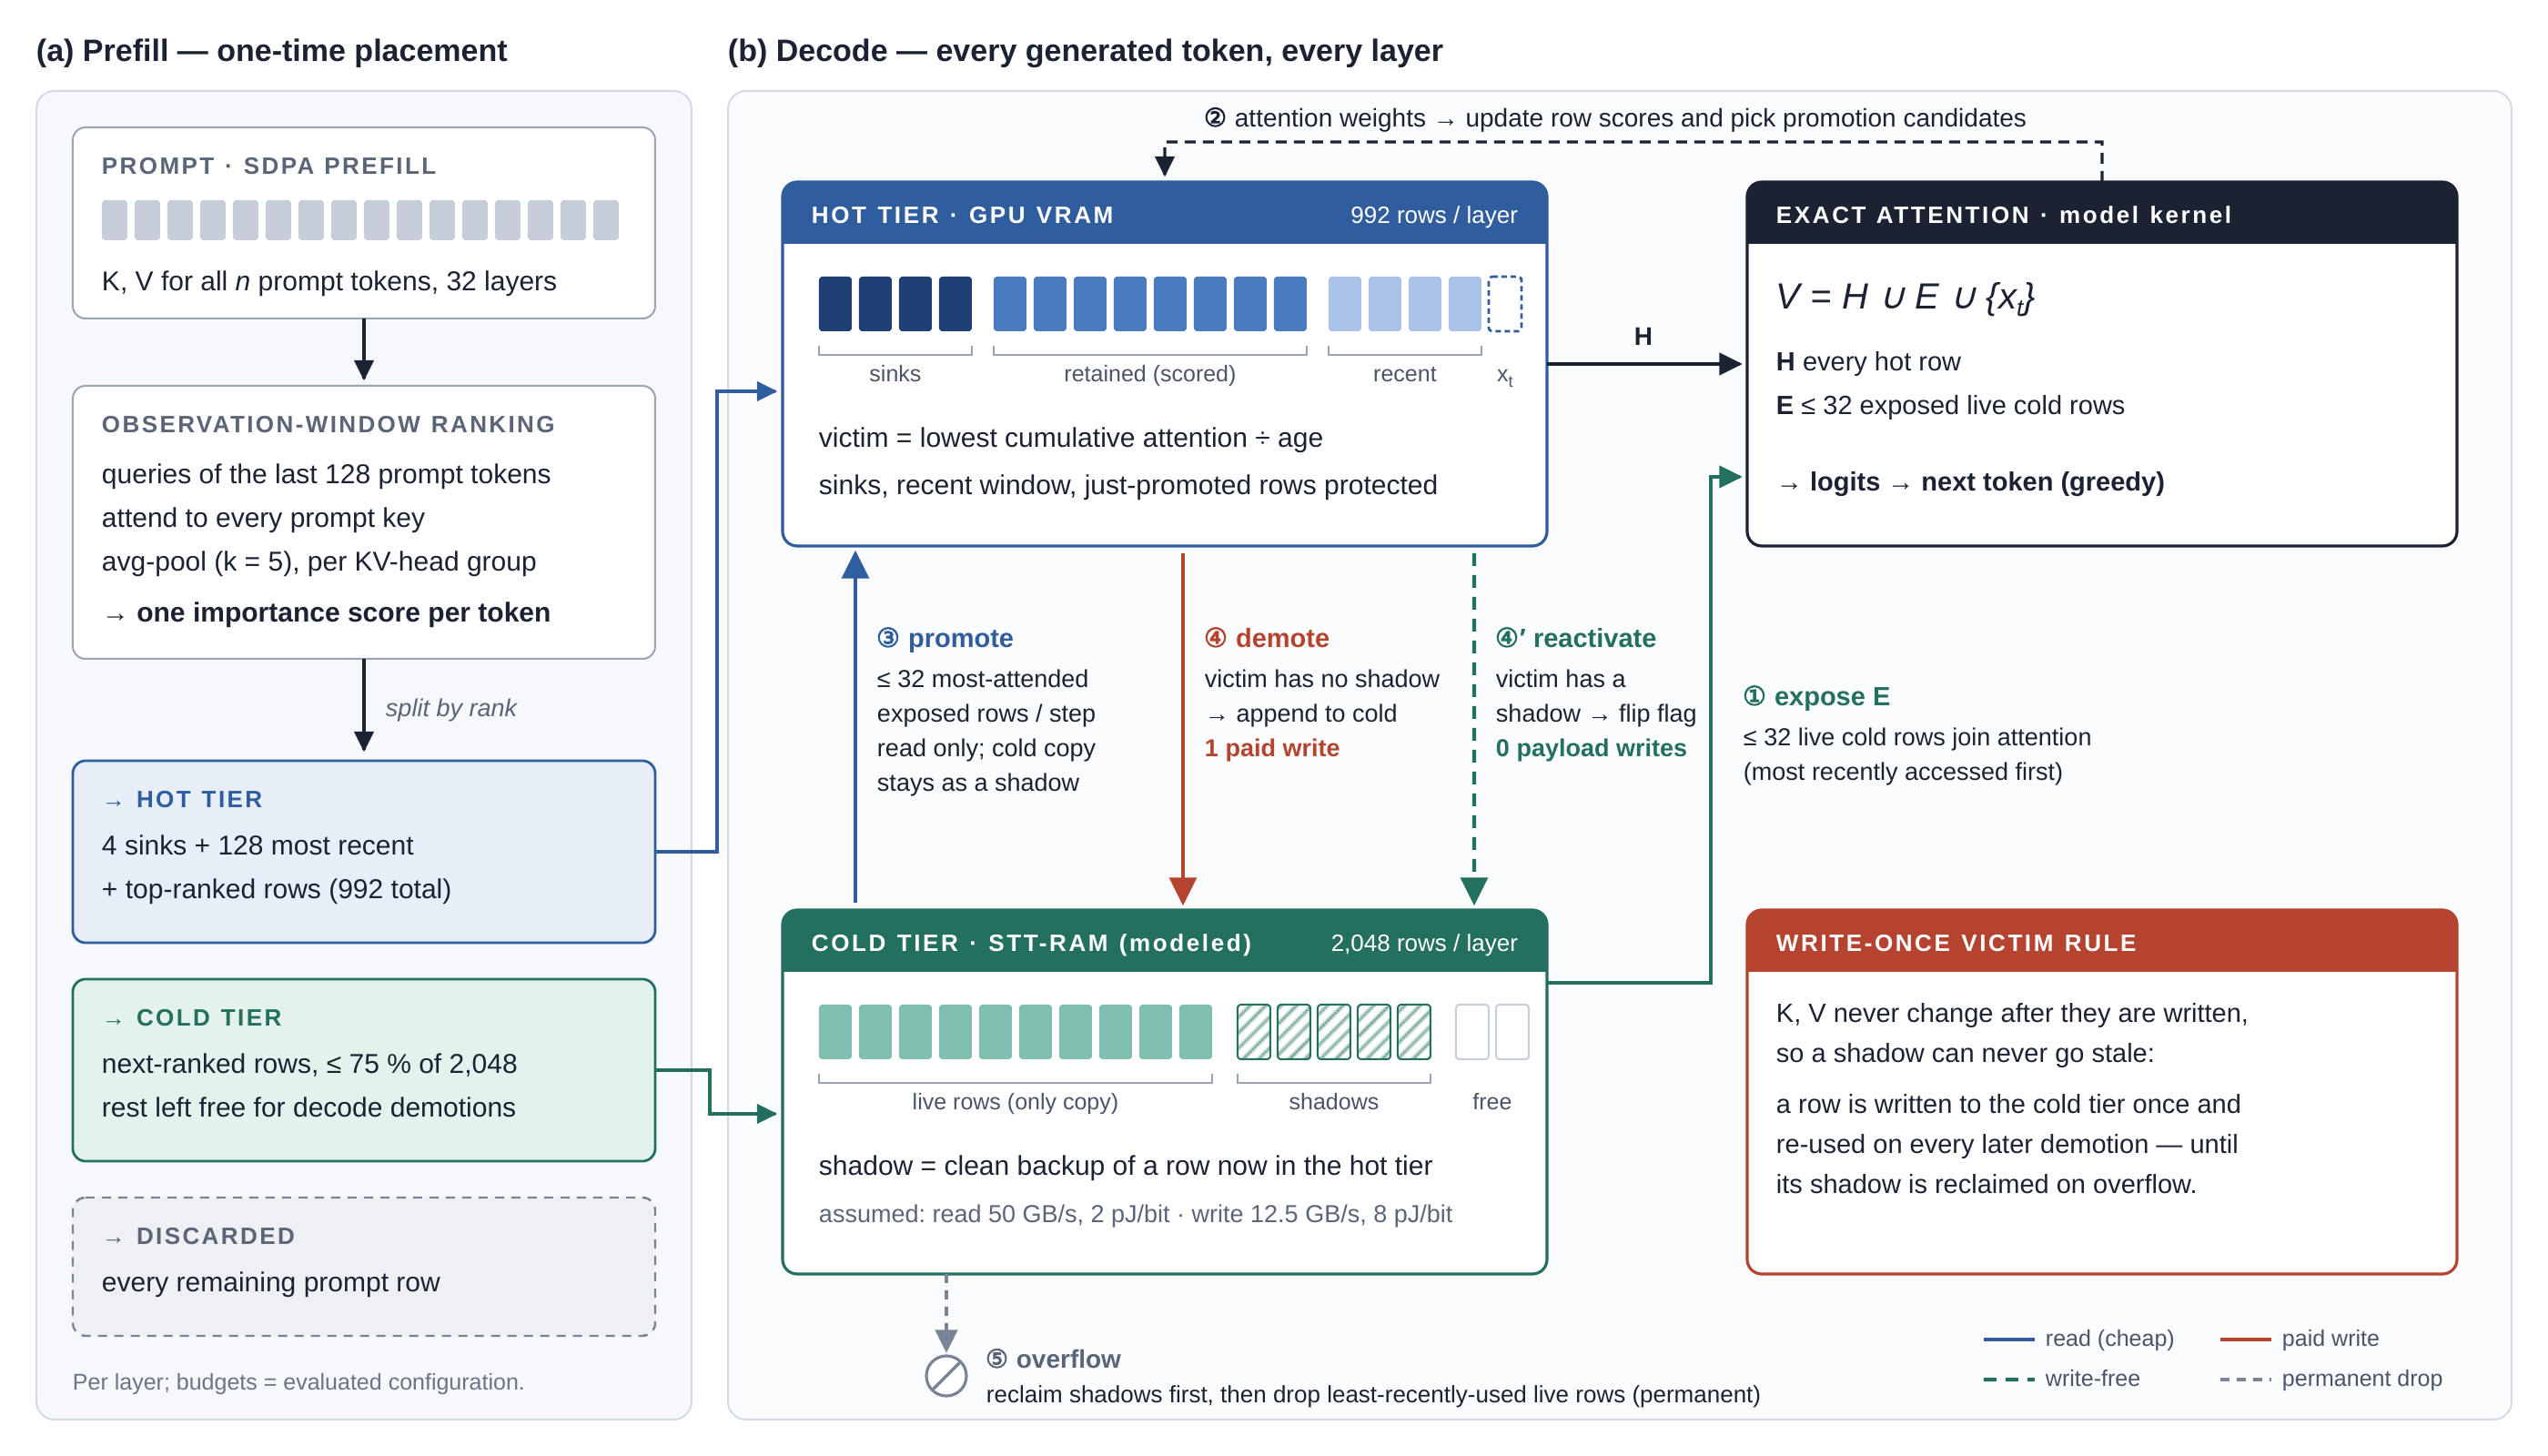 (a) Prefill — one-time placement
PROMPT · SDPA PREFILL
K, V for all n prompt tokens, 32 layers
OBSERVATION-WINDOW RANKING
queries of the last 128 prompt tokens
attend to every prompt key
avg-pool (k = 5), per KV-head group
→ one importance score per token
split by rank
→ HOT TIER
4 sinks + 128 most recent
+ top-ranked rows (992 total)
→ COLD TIER
next-ranked rows, ≤ 75 % of 2,048
rest left free for decode demotions
→ DISCARDED
every remaining prompt row
Per layer; budgets = evaluated configuration.
(b) Decode — every generated token, every layer
② attention weights → update row scores and pick promotion candidates
HOT TIER · GPU VRAM 992 rows / layer
sinks retained (scored) recent xt
victim = lowest cumulative attention ÷ age
sinks, recent window, just-promoted rows protected
H
EXACT ATTENTION · model kernel
V = H ∪ E ∪ {xt}
H every hot row
E ≤ 32 exposed live cold rows
→ logits → next token (greedy)
③ promote
≤ 32 most-attended
exposed rows / step
read only; cold copy
stays as a shadow
④ demote
victim has no shadow
→ append to cold
1 paid write
④′ reactivate
victim has a
shadow → flip flag
0 payload writes
① expose E
≤ 32 live cold rows join attention
(most recently accessed first)
COLD TIER · STT-RAM (modeled) 2,048 rows / layer
live rows (only copy) shadows free
shadow = clean backup of a row now in the hot tier
assumed: read 50 GB/s, 2 pJ/bit · write 12.5 GB/s, 8 pJ/bit
WRITE-ONCE VICTIM RULE
K, V never change after they are written,
so a shadow can never go stale:
a row is written to the cold tier once and
re-used on every later demotion — until
its shadow is reclaimed on overflow.
⑤ overflow
reclaim shadows first, then drop least-recently-used live rows (permanent)
read (cheap) paid write
write-free permanent drop